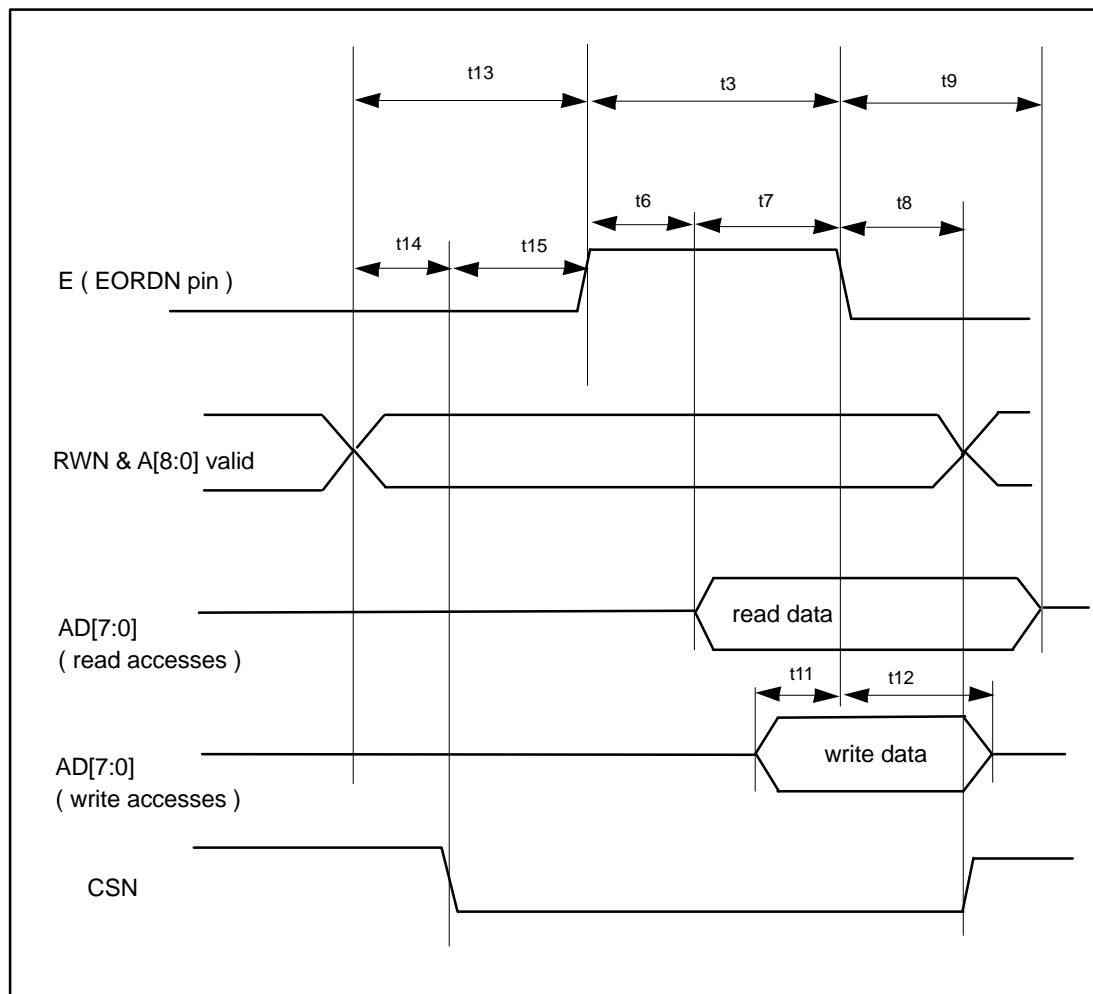 t13
t3
t9
t6
t7
t8
t14
t15
E ( EORDN pin )
RWN & A[8:0] valid
read data
AD[7:0]
( read accesses )
t11
t12
write data
AD[7:0]
( write accesses )
CSN